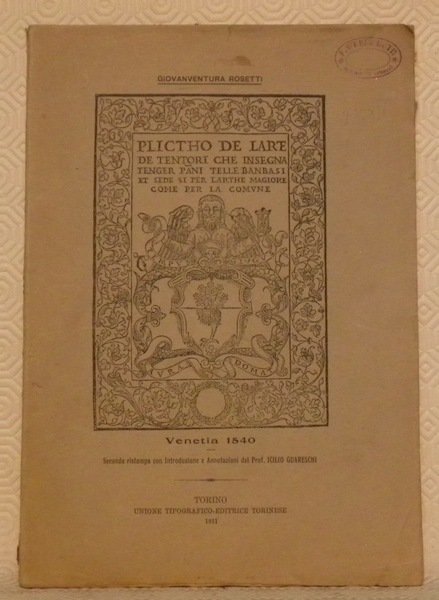 GIOVANVENTURA ROSETTI
PLICTHO DE LARTE
DE TENTORI CHE INSEGNA
TENGER PANI TELLE BANBASI
ET SEDE SI PER LARTHE MAGIORE
COME PER LA COMVNE
VR
ROMA
Venetia 1540
Seconda ristampa con Introduzione e Annotazioni del Prof. ICILIO GUARESCHI
TORINO
UNIONE TIPOGRAFICO-EDITRICE TORINESE
1911